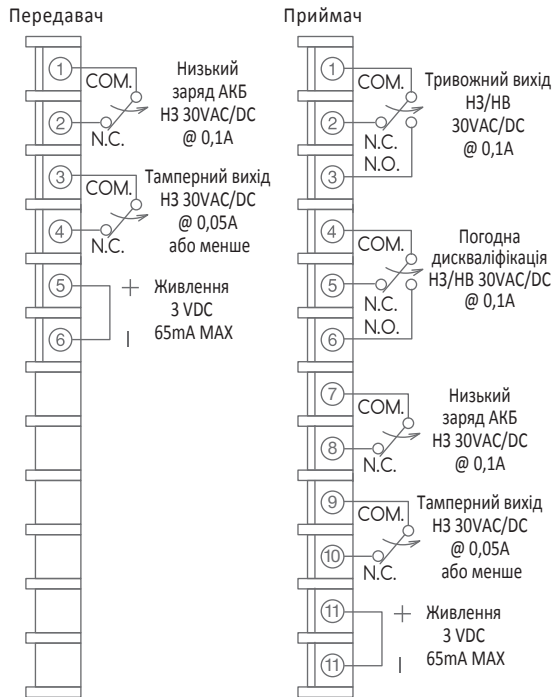 Передавач
1
COM.
2
N.C.
Низький
заряд АКБ
НЗ 30VAC/DC
@ 0,1A
3
COM.
4
N.C.
Тамперний вихід
НЗ 30VAC/DC
@ 0,05A
або менше
5
+
6
Живлення
3 VDC
65mA MAX
Приймач
1
COM.
2
N.C.
N.O.
3
Тривожний вихід
НЗ/НВ
30VAC/DC
@ 0,1A
4
COM.
5
N.C.
N.O.
6
Погодна
дискваліфікація
НЗ/НВ 30VAC/DC
@ 0,1A
7
COM.
8
N.C.
Низький
заряд АКБ
НЗ 30VAC/DC
@ 0,1A
9
COM.
10
N.C.
Тамперний вихід
НЗ 30VAC/DC
@ 0,05A
або менше
11
+
11
Живлення
3 VDC
65mA MAX